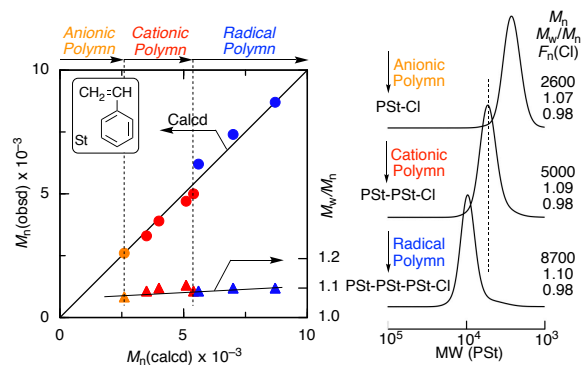 Anionic
Polymn
Cationic
Polymn
Radical
Polymn
10
CH2=CH
St
Calcd
Mn(obsd) x 10⁻³
5
0
0
5
10
Mn(calcd) x 10⁻³
1.2
1.1
1.0
Mw/Mn
Mn
Mw/Mn
Fn(Cl)
Anionic
Polymn
PSt-Cl
2600
1.07
0.98
Cationic
Polymn
PSt-PSt-Cl
5000
1.09
0.98
Radical
Polymn
PSt-PSt-PSt-Cl
8700
1.10
0.98
10⁵
10⁴
10³
MW (PSt)